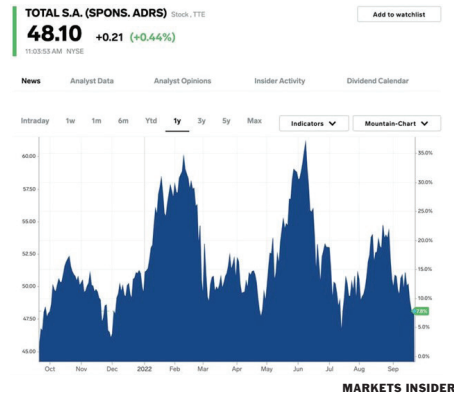 TOTAL S.A. (SPONS. ADRS) Stock, TTE
Add to watchlist
48.10 +0.21 (+0.44%)
11:03:53 AM NYSE
News Analyst Data Analyst Opinions Insider Activity Dividend Calendar
Intraday 1w 1m 6m Ytd 1y 3y 5y Max Indicators Mountain-Chart
60.00
57.50
55.00
52.50
50.00
47.50
45.00
35.0%
30.0%
25.0%
20.0%
15.0%
10.0%
5.0%
0.0%
Oct Nov Dec 2022 Feb Mar Apr May Jun Jul Aug Sep
MARKETS INSIDER